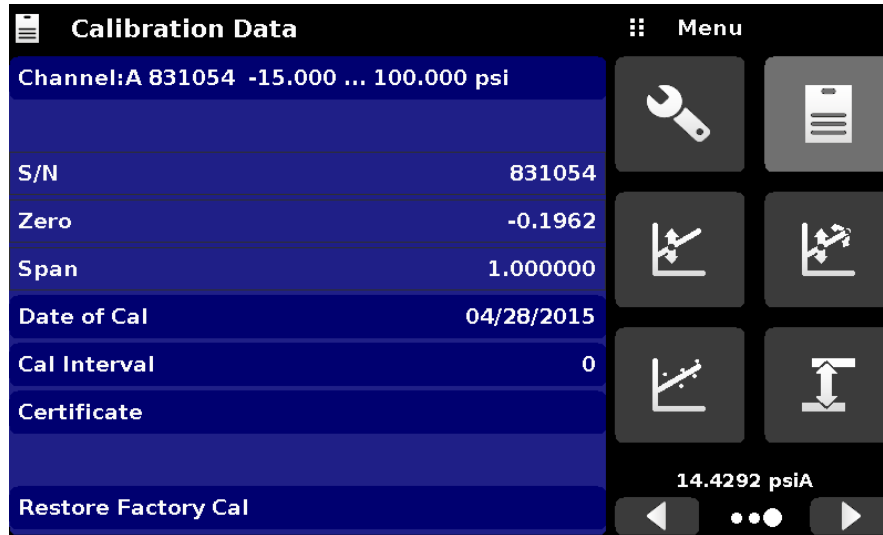 Calibration Data
Menu
Channel:A 831054 -15.000 ... 100.000 psi
S/N 831054
Zero -0.1962
Span 1.000000
Date of Cal 04/28/2015
Cal Interval 0
Certificate
Restore Factory Cal
14.4292 psiA